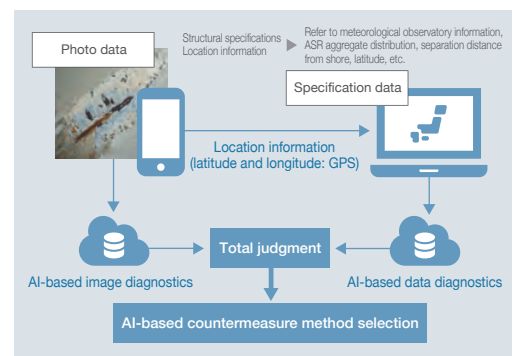 Photo data
Structural specifications
Location information
Refer to meteorological observatory information,
ASR aggregate distribution, separation distance
from shore, latitude, etc.
Specification data
Location information
(latitude and longitude: GPS)
Total judgment
AI-based image diagnostics
AI-based data diagnostics
AI-based countermeasure method selection